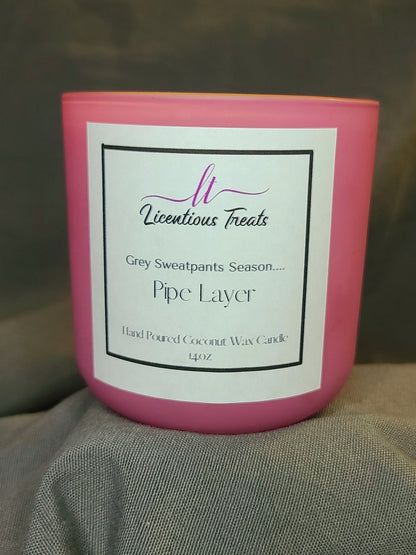 lt
Licentious Treats
Grey Sweatpants Season....
Pipe Layer
Hand Poured Coconut Wax Candle
14oz